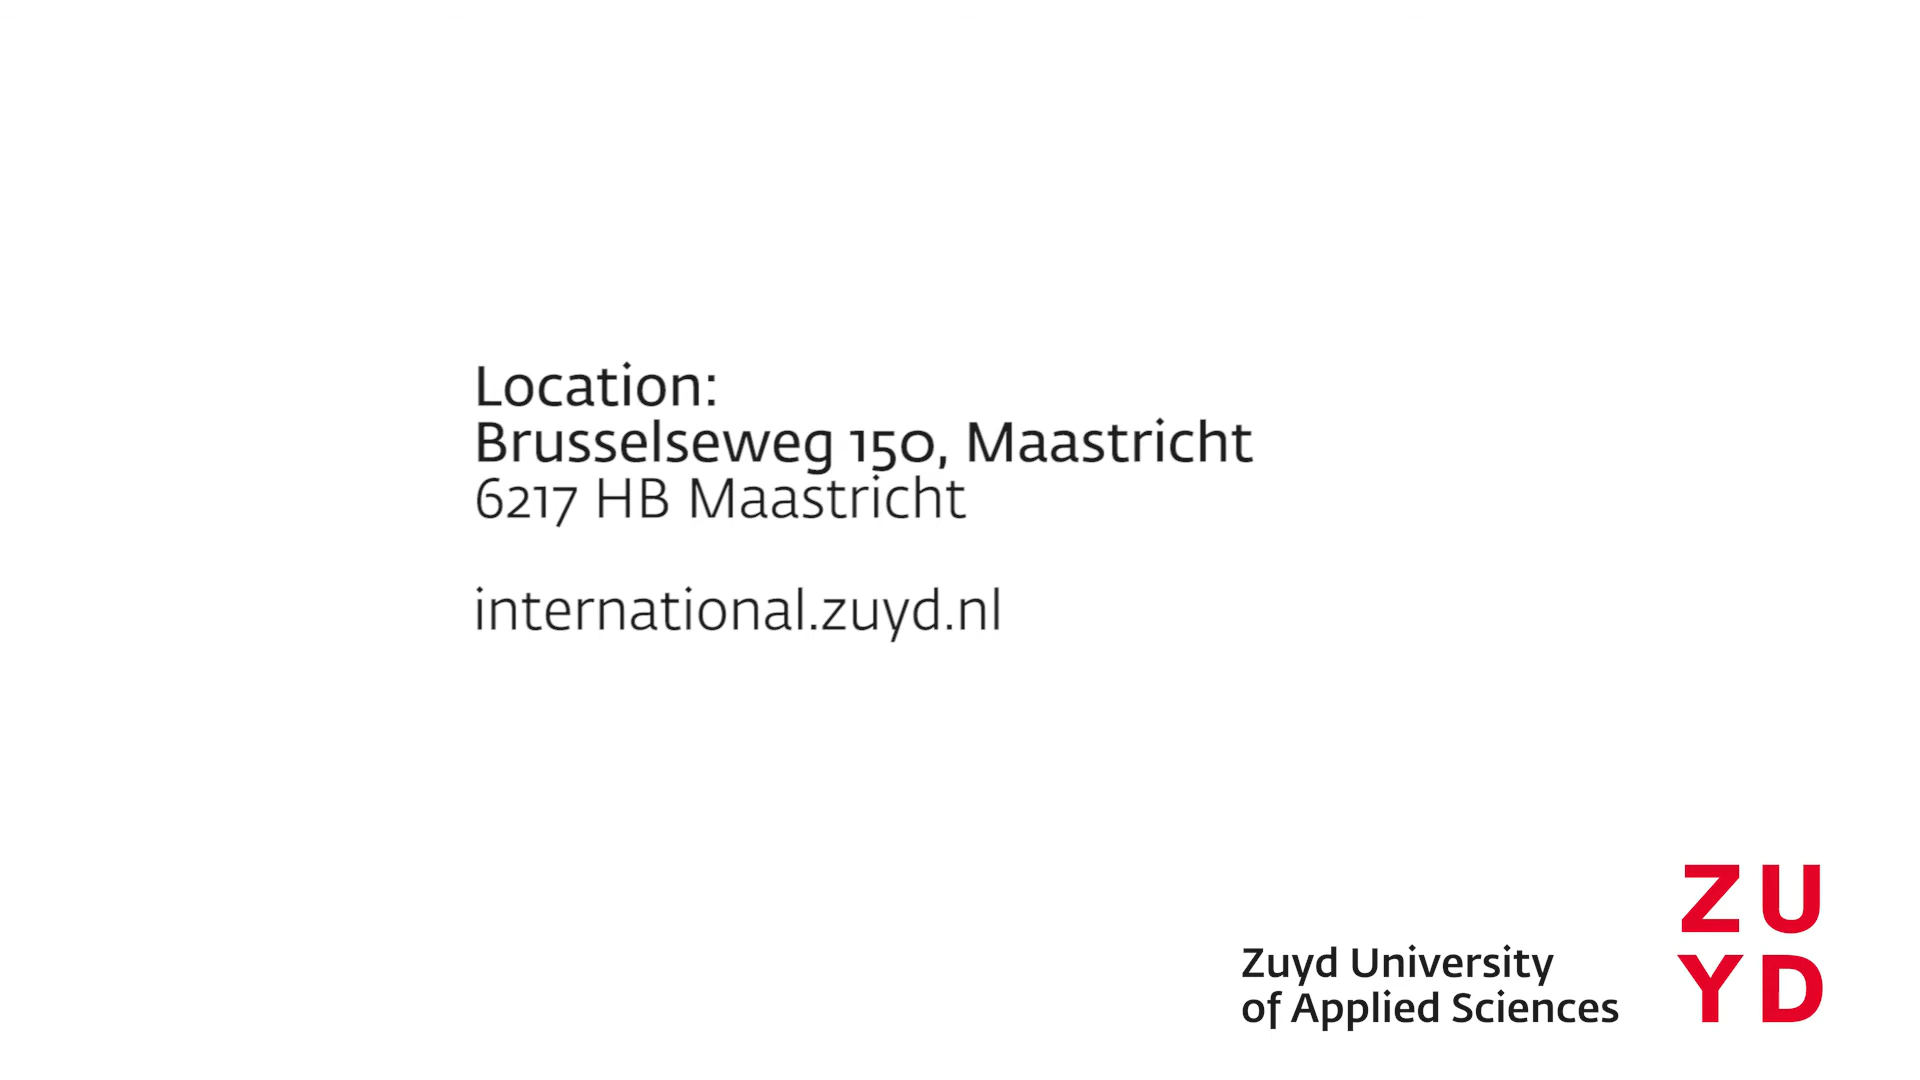 Location:
Brusselseweg 150, Maastricht
6217 HB Maastricht
international.zuyd.nl
Zuyd University
of Applied Sciences
ZU
YD